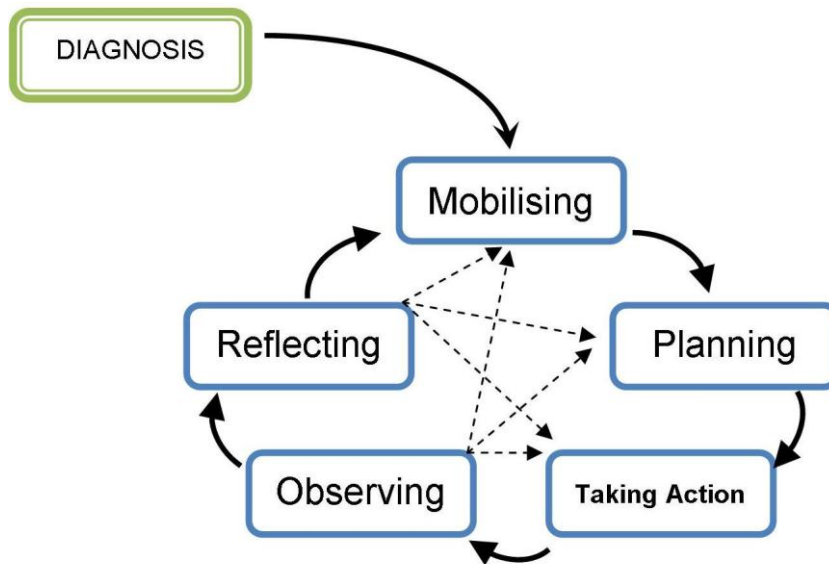 DIAGNOSIS
Mobilising
Reflecting
Planning
Observing
Taking Action